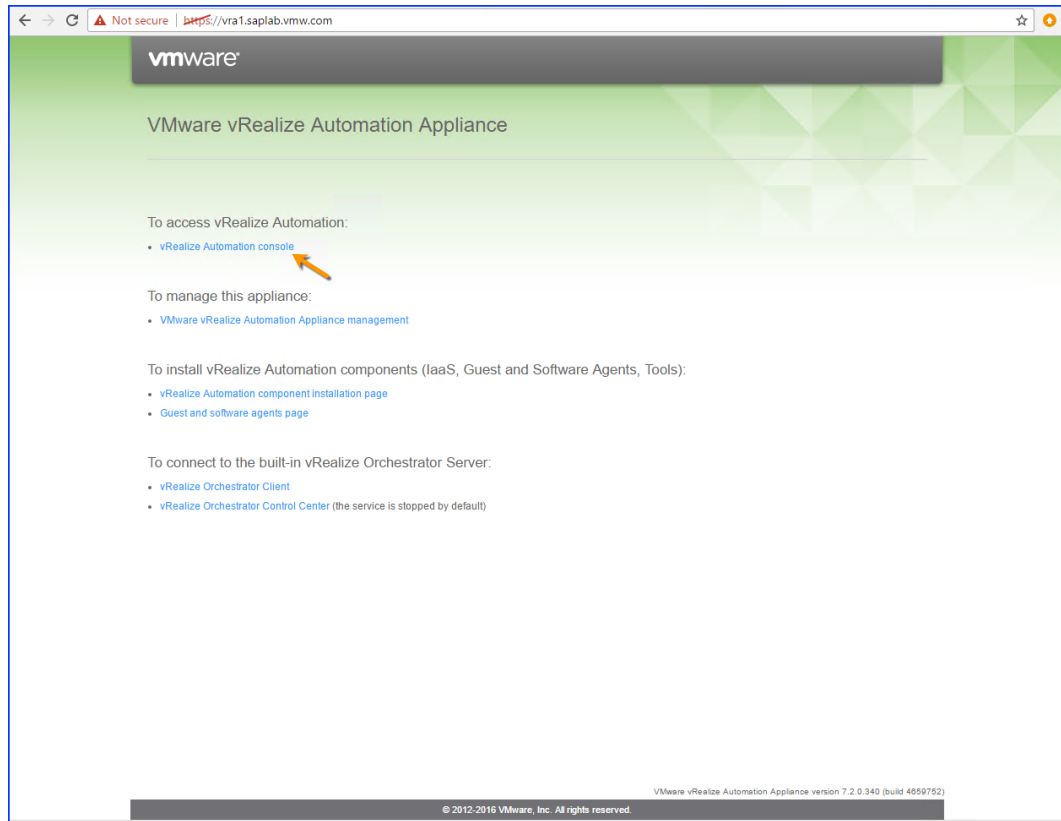 Not secure | https://vra1.saplab.vmw.com
vmware®
VMware vRealize Automation Appliance
To access vRealize Automation:
• vRealize Automation console
To manage this appliance:
• VMware vRealize Automation Appliance management
To install vRealize Automation components (IaaS, Guest and Software Agents, Tools):
• vRealize Automation component installation page
• Guest and software agents page
To connect to the built-in vRealize Orchestrator Server:
• vRealize Orchestrator Client
• vRealize Orchestrator Control Center (the service is stopped by default)
VMware vRealize Automation Appliance version 7.2.0.340 (build 4659752)
© 2012-2016 VMware, Inc. All rights reserved.